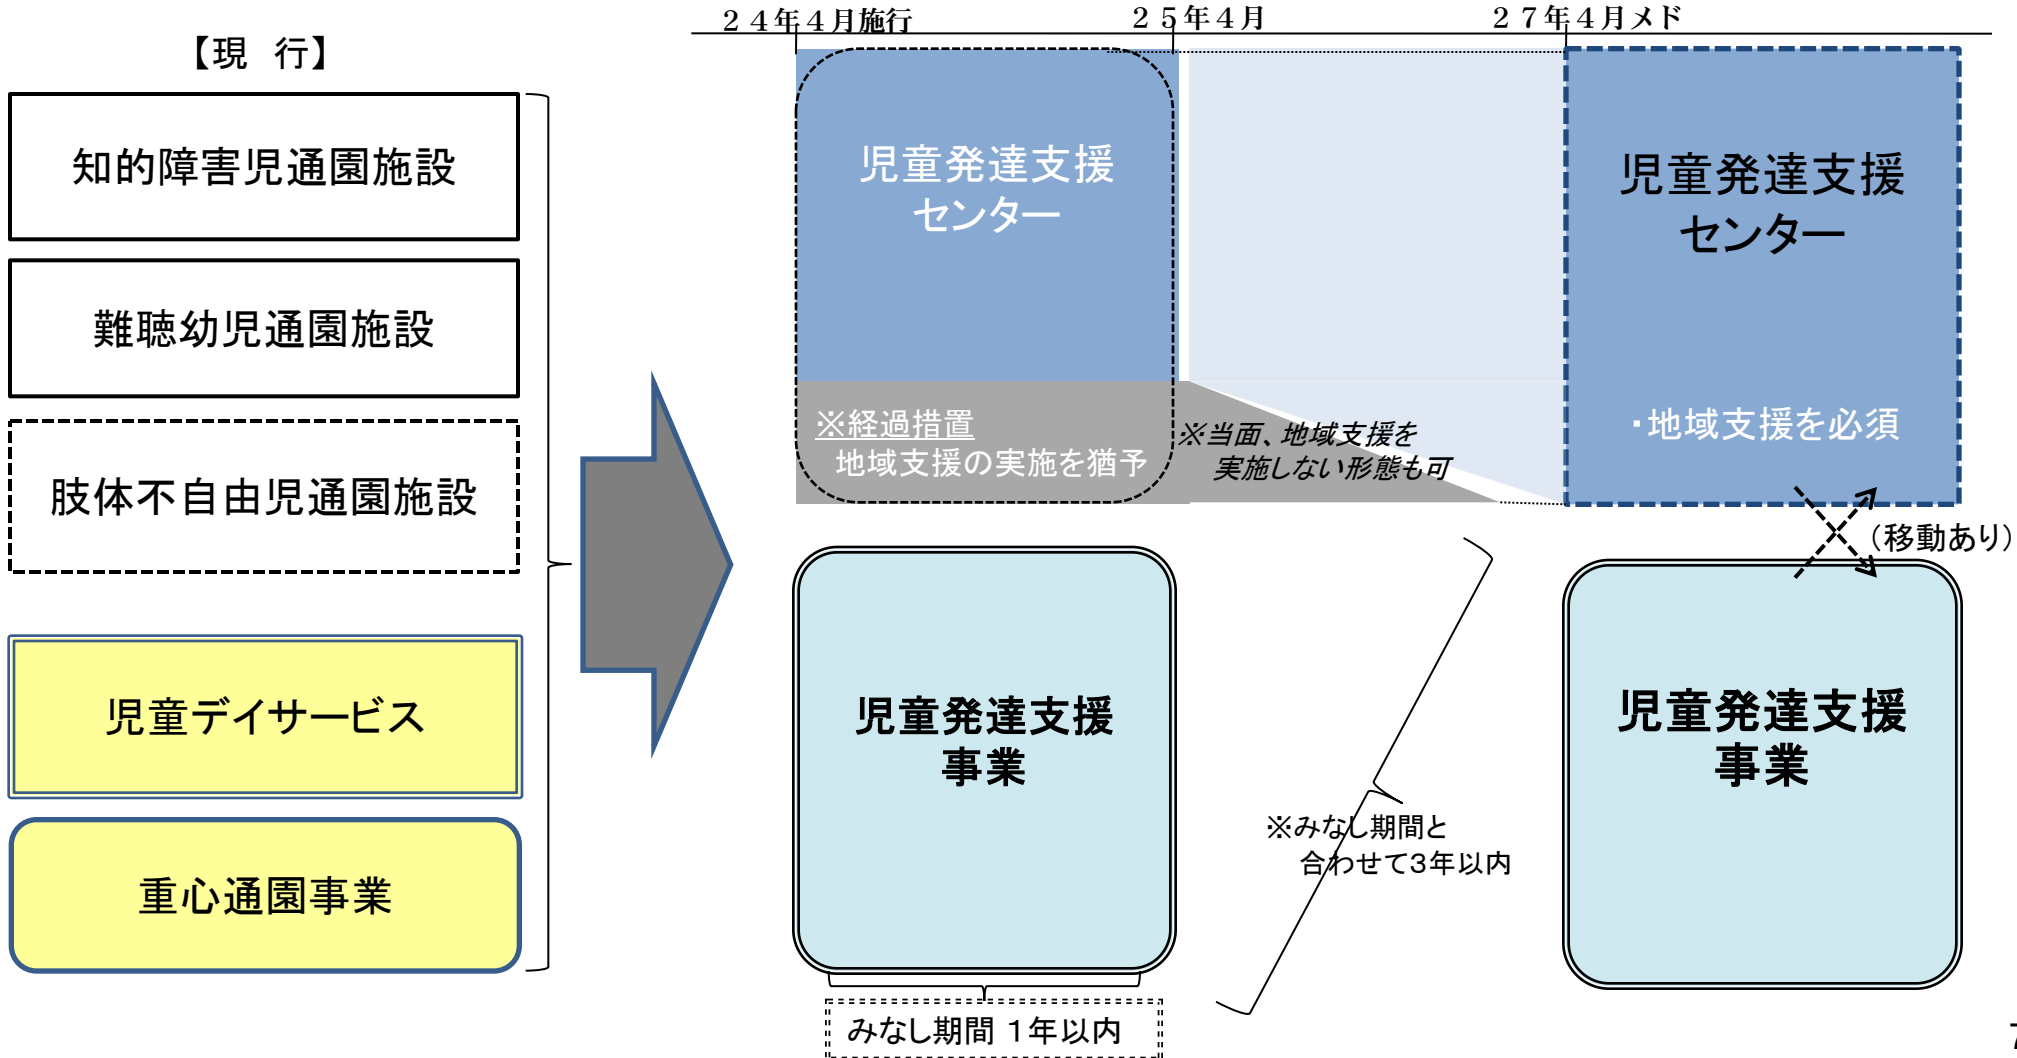 ２４年４月施行
２５年４月
２７年４月メド
【現　行】
知的障害児通園施設
難聴幼児通園施設
肢体不自由児通園施設
児童デイサービス
重心通園事業
児童発達支援
センター
※経過措置
地域支援の実施を猶予
※当面、地域支援を
実施しない形態も可
児童発達支援
センター
・地域支援を必須
（移動あり）
児童発達支援
事業
みなし期間 １年以内
※みなし期間と
合わせて３年以内
児童発達支援
事業